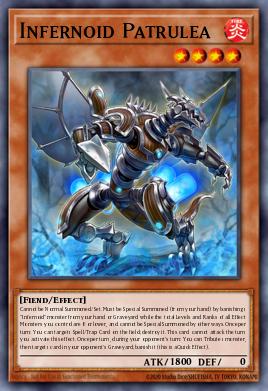 INFERNOID PATRULEA
[FIEND/EFFECT]
Cannot be Normal Summoned/Set. Must be Special Summoned (from your hand) by banishing 1
"Infernoid" monster from your hand or Graveyard while the total Levels and Ranks of all Effect
Monsters you control are 8 or lower, and cannot be Special Summoned by other ways. Once per
turn: You can target 1 Spell/Trap Card on the field; destroy it. This card cannot attack the
turn you activate this effect. Once per turn, during your opponent's turn: You can Tribute 1 monster,
then target 1 card in your opponent's Graveyard; banish it (this is a Quick Effect).
ATK/1800 DEF/ 0